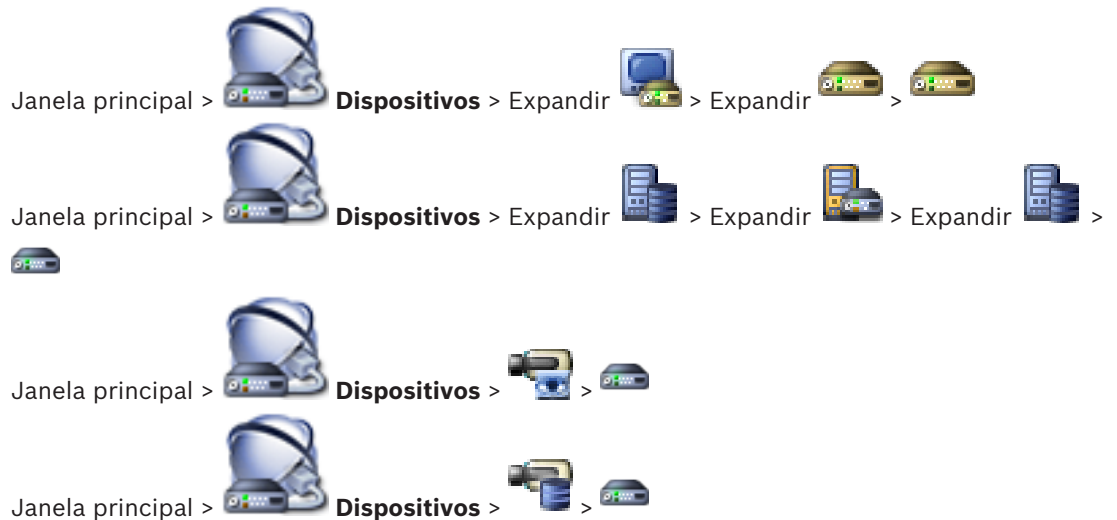 Janela principal > Dispositivos > Expandir > Expandir >
Janela principal > Dispositivos > Expandir > Expandir > Expandir >
Janela principal > Dispositivos > >
Janela principal > Dispositivos > >